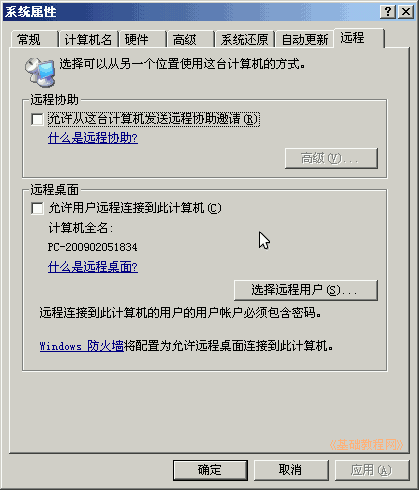 系统属性
常规 计算机名 硬件 高级 系统还原 自动更新 远程
选择可以从另一个位置使用这台计算机的方式。
远程协助
允许从这台计算机发送远程协助邀请(R)
什么是远程协助?
高级(V)...
远程桌面
允许用户远程连接到此计算机(C)
计算机全名:
PC-200902051834
什么是远程桌面?
选择远程用户(S)...
远程连接到此计算机的用户的用户帐户必须包含密码。
Windows 防火墙将配置为允许远程桌面连接到此计算机。
《基础教程网》
确定 取消 应用(A)